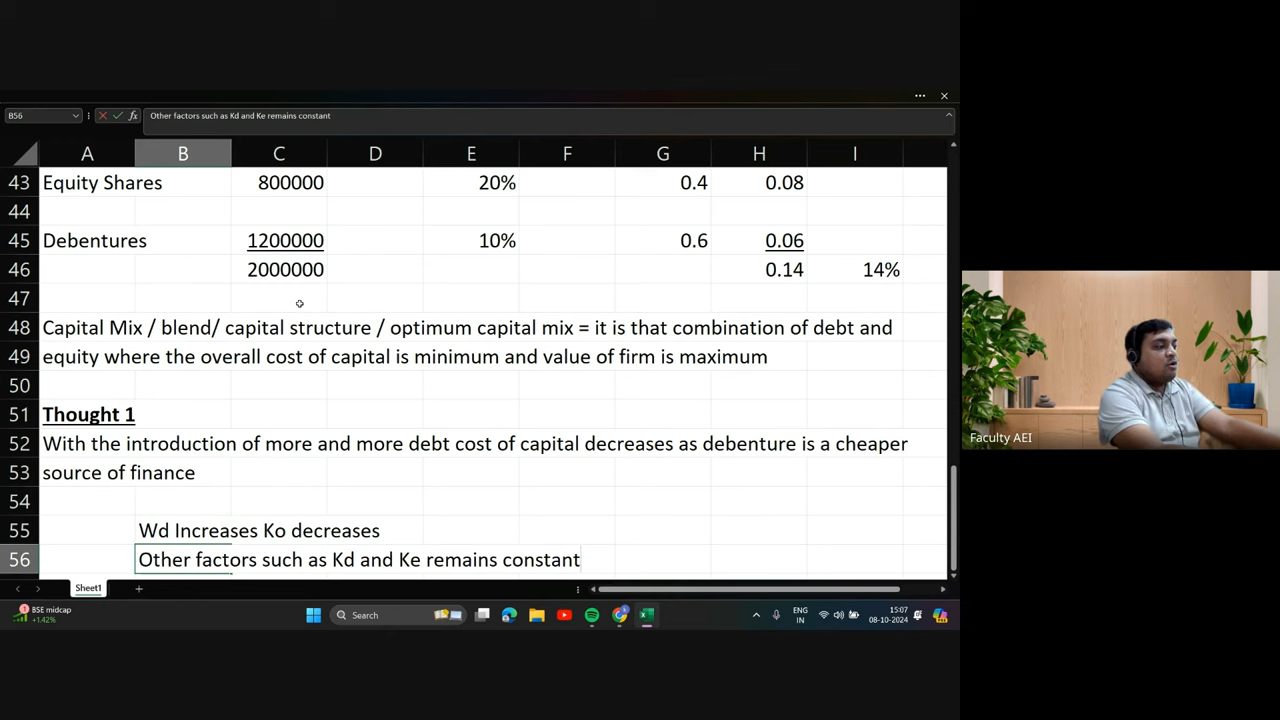 B56
fx
Other factors such as Kd and Ke remains constant
A B C D E F G H I
43 Equity Shares 800000 20% 0.4 0.08
44
45 Debentures 1200000 10% 0.6 0.06
46 2000000 0.14 14%
47
48 Capital Mix / blend/ capital structure / optimum capital mix = it is that combination of debt and
49 equity where the overall cost of capital is minimum and value of firm is maximum
50
51 Thought 1
52 With the introduction of more and more debt cost of capital decreases as debenture is a cheaper
53 source of finance
54
55 Wd Increases Ko decreases
56 Other factors such as Kd and Ke remains constant
Sheet1
Faculty AEI
1 BSE midcap
+1.42%
Search
ENG
IN
15:07
08-10-2024